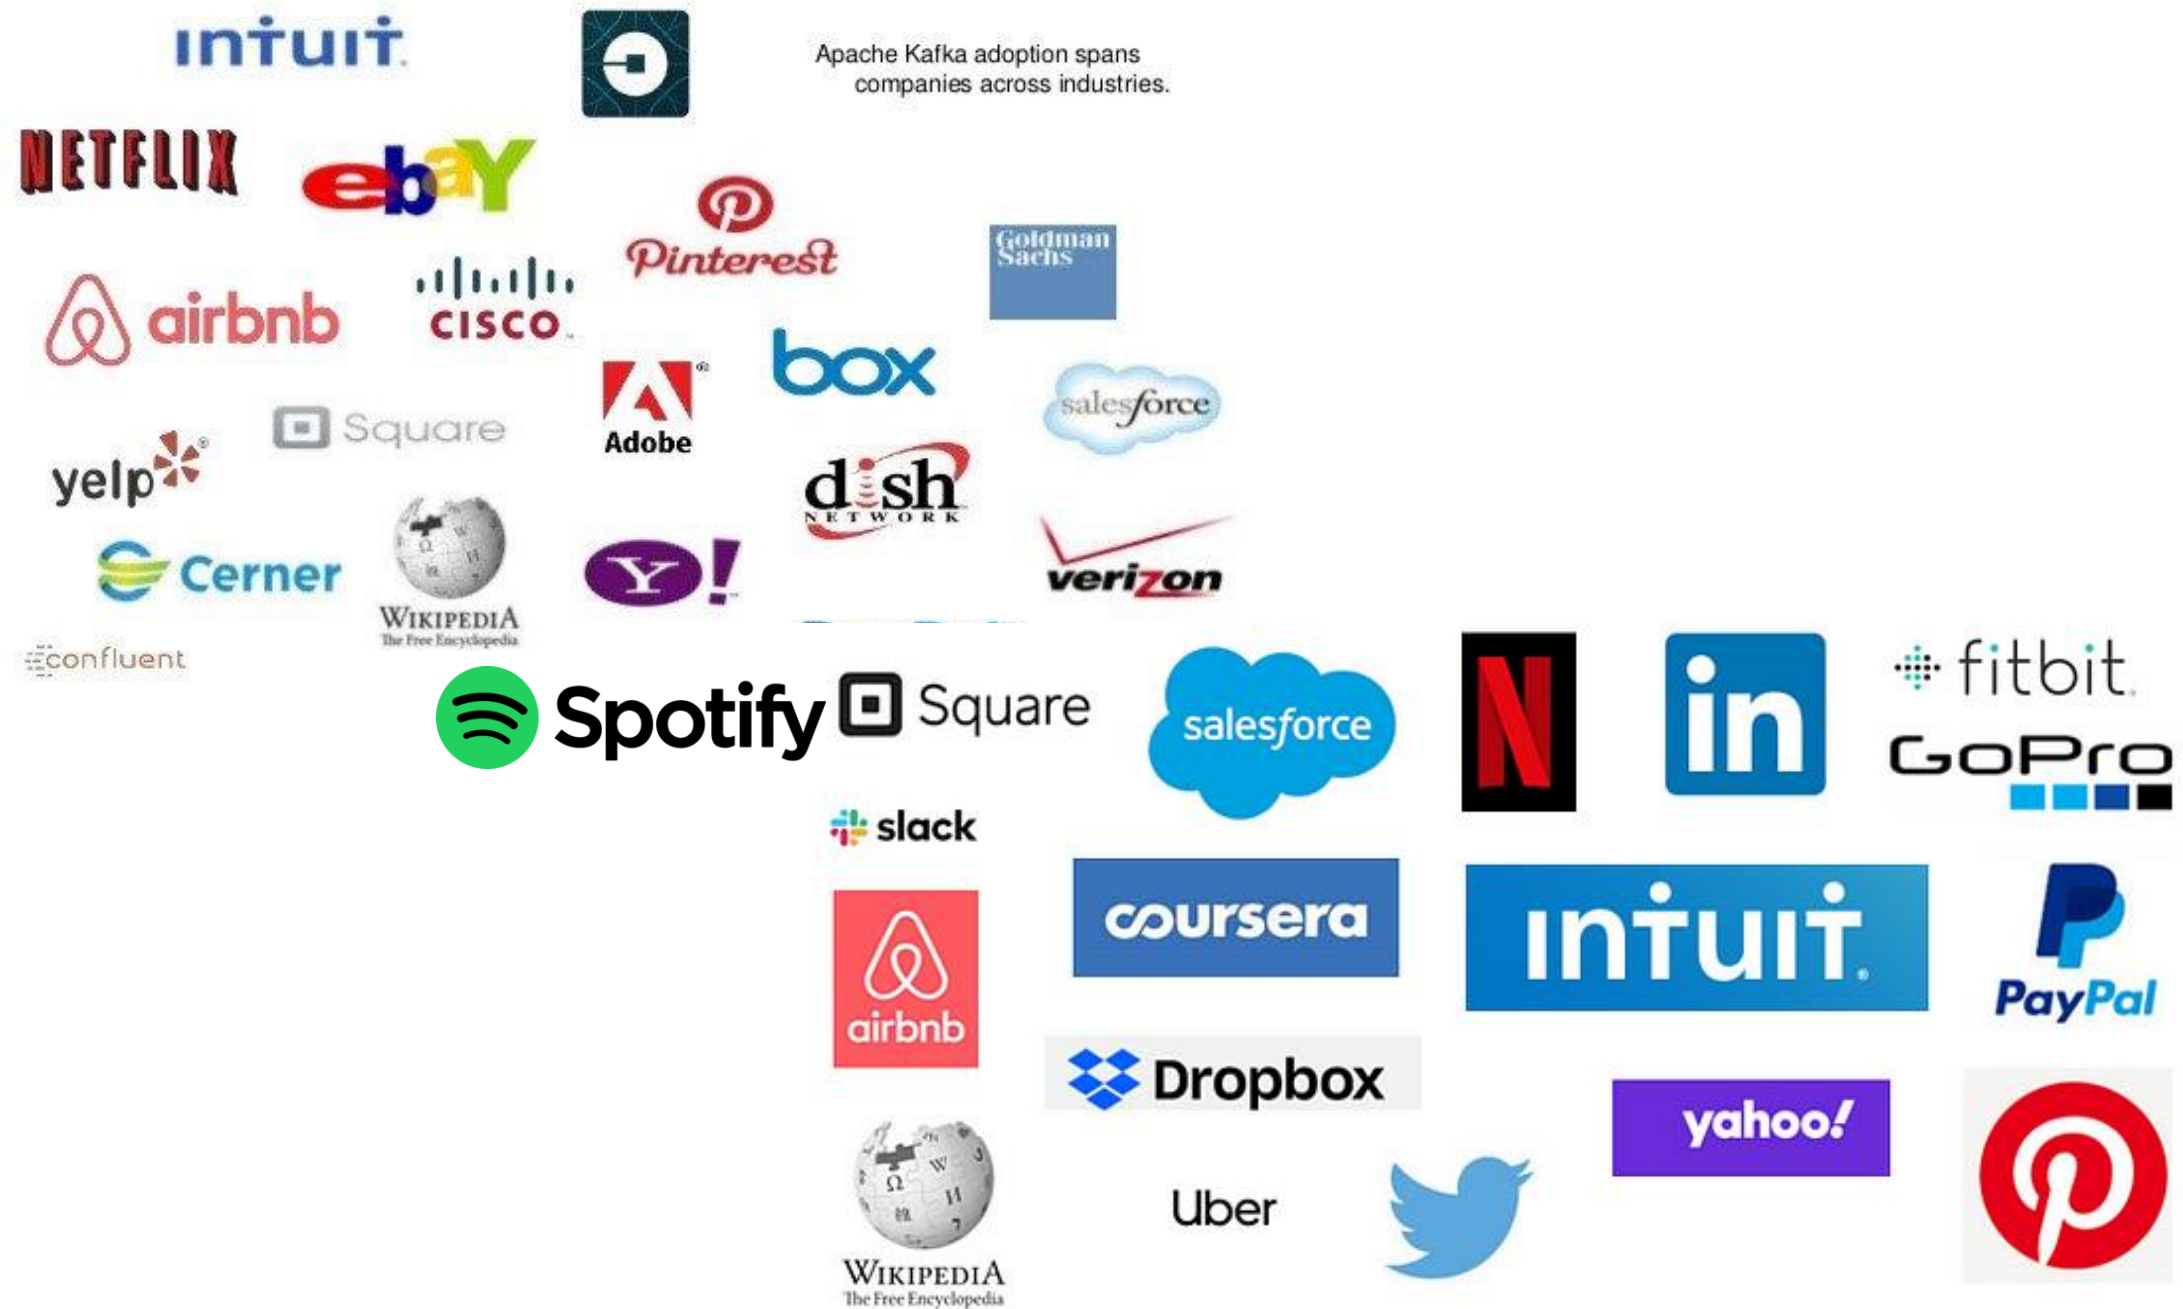 intuit.
Apache Kafka adoption spans
companies across industries.
NETFLIX
ebaY
Pinterest
Goldman
Sachs
airbnb
CISCO
box
Adobe
salesforce
Square
yelp
dish
NETWORK
Cerner
WIKIPEDIA
The Free Encyclopedia
Y!
verizon
confluent
Spotify
Square
salesforce
N
in
fitbit
GoPro
slack
coursera
intuit
PayPal
airbnb
Dropbox
yahoo!
WIKIPEDIA
The Free Encyclopedia
Uber